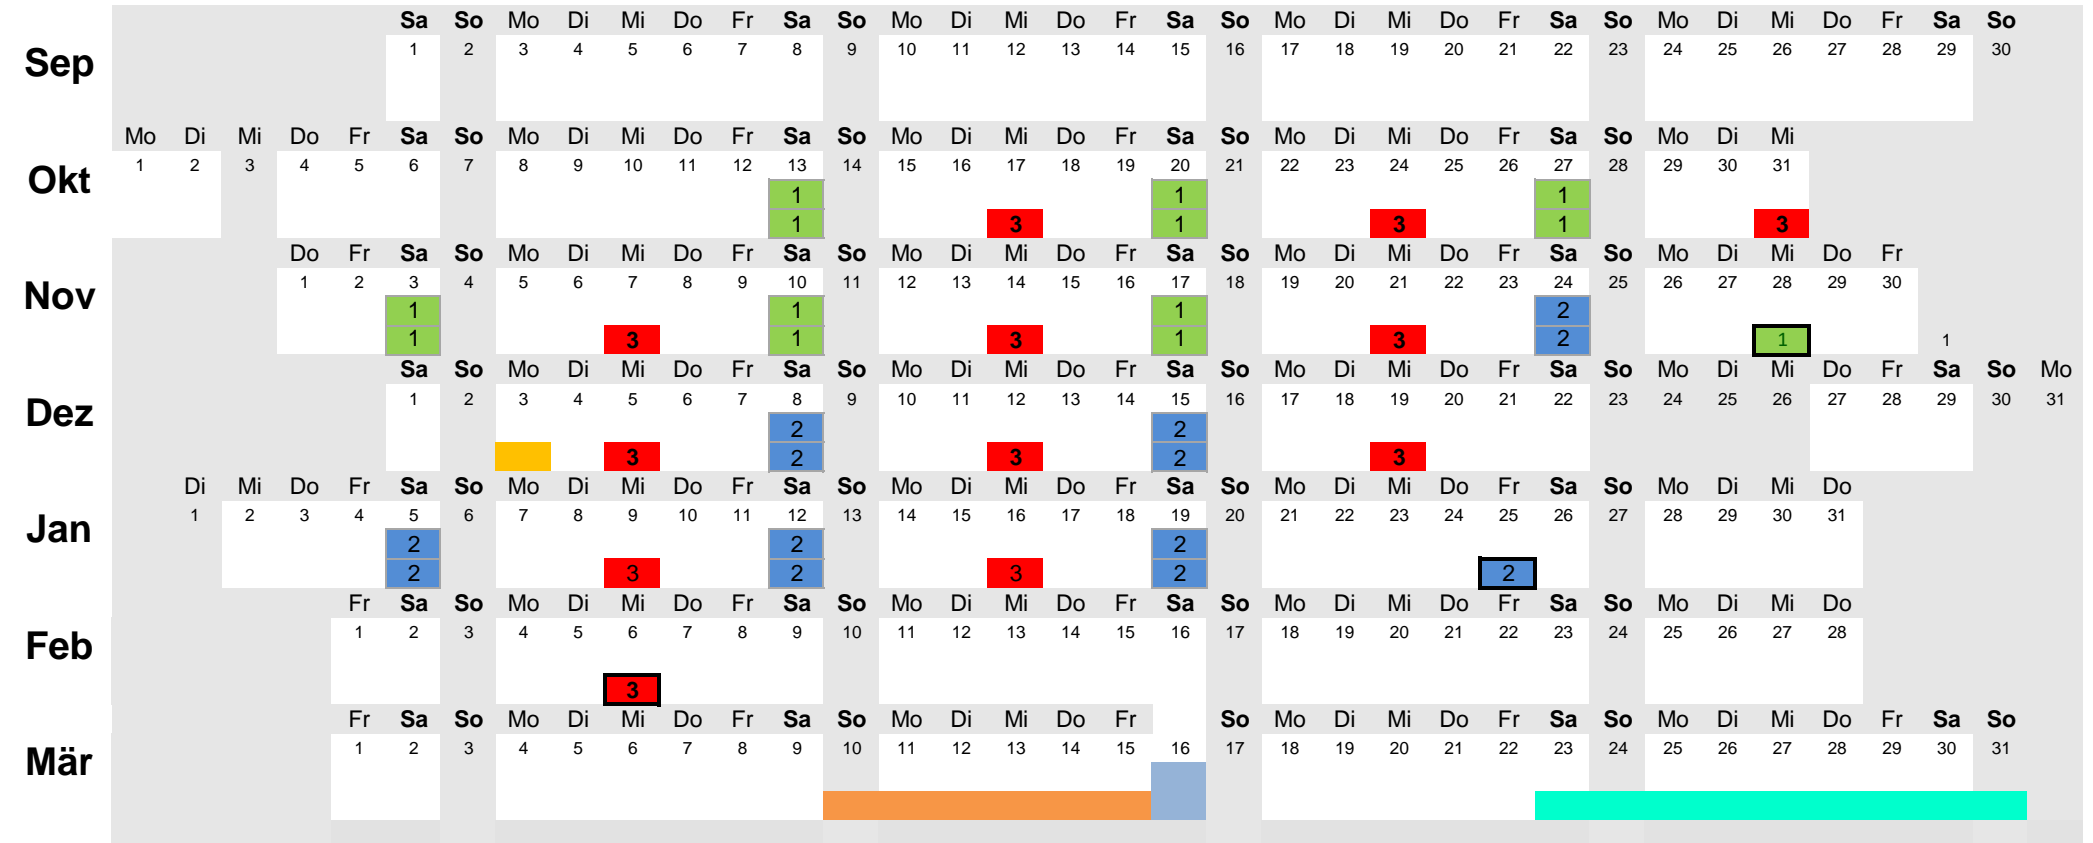 Sa So Mo Di Mi Do Fr Sa So Mo Di Mi Do Fr Sa So Mo Di Mi Do Fr Sa So Mo Di Mi Do Fr Sa So
Sep 1 2 3 4 5 6 7 8 9 10 11 12 13 14 15 16 17 18 19 20 21 22 23 24 25 26 27 28 29 30
Mo Di Mi Do Fr Sa So Mo Di Mi Do Fr Sa So Mo Di Mi Do Fr Sa So Mo Di Mi Do Fr Sa So Mo Di Mi
Okt 1 2 3 4 5 6 7 8 9 10 11 12 13 14 15 16 17 18 19 20 21 22 23 24 25 26 27 28 29 30 31
1 1 1
1 3 1 3 1 3
Do Fr Sa So Mo Di Mi Do Fr Sa So Mo Di Mi Do Fr Sa So Mo Di Mi Do Fr Sa So Mo Di Mi Do Fr
Nov 1 2 3 4 5 6 7 8 9 10 11 12 13 14 15 16 17 18 19 20 21 22 23 24 25 26 27 28 29 30
1 1 1 2
1 3 1 3 1 3 2 1 1
Sa So Mo Di Mi Do Fr Sa So Mo Di Mi Do Fr Sa So Mo Di Mi Do Fr Sa So Mo Di Mi Do Fr Sa So Mo
Dez 1 2 3 4 5 6 7 8 9 10 11 12 13 14 15 16 17 18 19 20 21 22 23 24 25 26 27 28 29 30 31
2 2
3 2 3 2 3
Di Mi Do Fr Sa So Mo Di Mi Do Fr Sa So Mo Di Mi Do Fr Sa So Mo Di Mi Do Fr Sa So Mo Di Mi Do
Jan 1 2 3 4 5 6 7 8 9 10 11 12 13 14 15 16 17 18 19 20 21 22 23 24 25 26 27 28 29 30 31
2 2 2
2 3 2 3 2 2
Fr Sa So Mo Di Mi Do Fr Sa So Mo Di Mi Do Fr Sa So Mo Di Mi Do Fr Sa So Mo Di Mi Do
Feb 1 2 3 4 5 6 7 8 9 10 11 12 13 14 15 16 17 18 19 20 21 22 23 24 25 26 27 28
3
Fr Sa So Mo Di Mi Do Fr Sa So Mo Di Mi Do Fr So Mo Di Mi Do Fr Sa So Mo Di Mi Do Fr Sa So
Mär 1 2 3 4 5 6 7 8 9 10 11 12 13 14 15 16 17 18 19 20 21 22 23 24 25 26 27 28 29 30 31